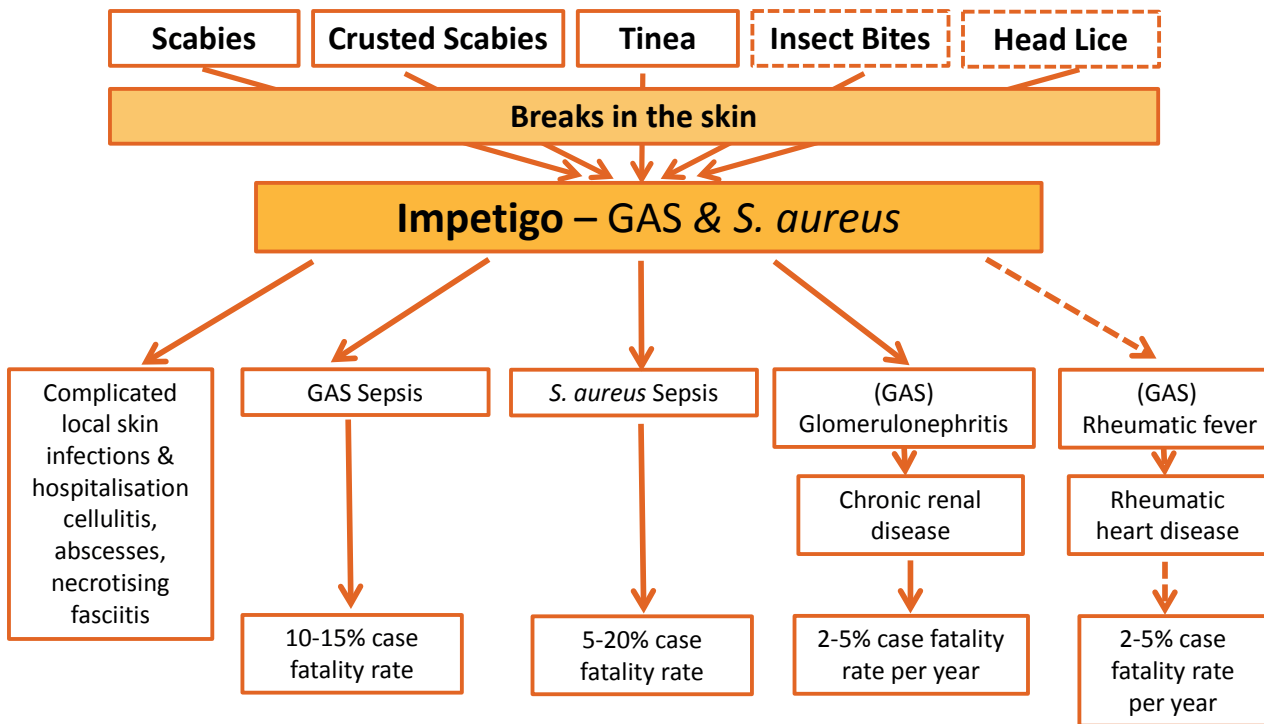 Scabies
Crusted Scabies
Tinea
Insect Bites
Head Lice
Breaks in the skin
Impetigo – GAS & S. aureus
Complicated
local skin
infections &
hospitalisation
cellulitis,
abscesses,
necrotising
fasciitis
GAS Sepsis
10-15% case
fatality rate
S. aureus Sepsis
5-20% case
fatality rate
(GAS)
Glomerulonephritis
Chronic renal
disease
2-5% case fatality
rate per year
(GAS)
Rheumatic fever
Rheumatic
heart disease
2-5% case
fatality rate
per year